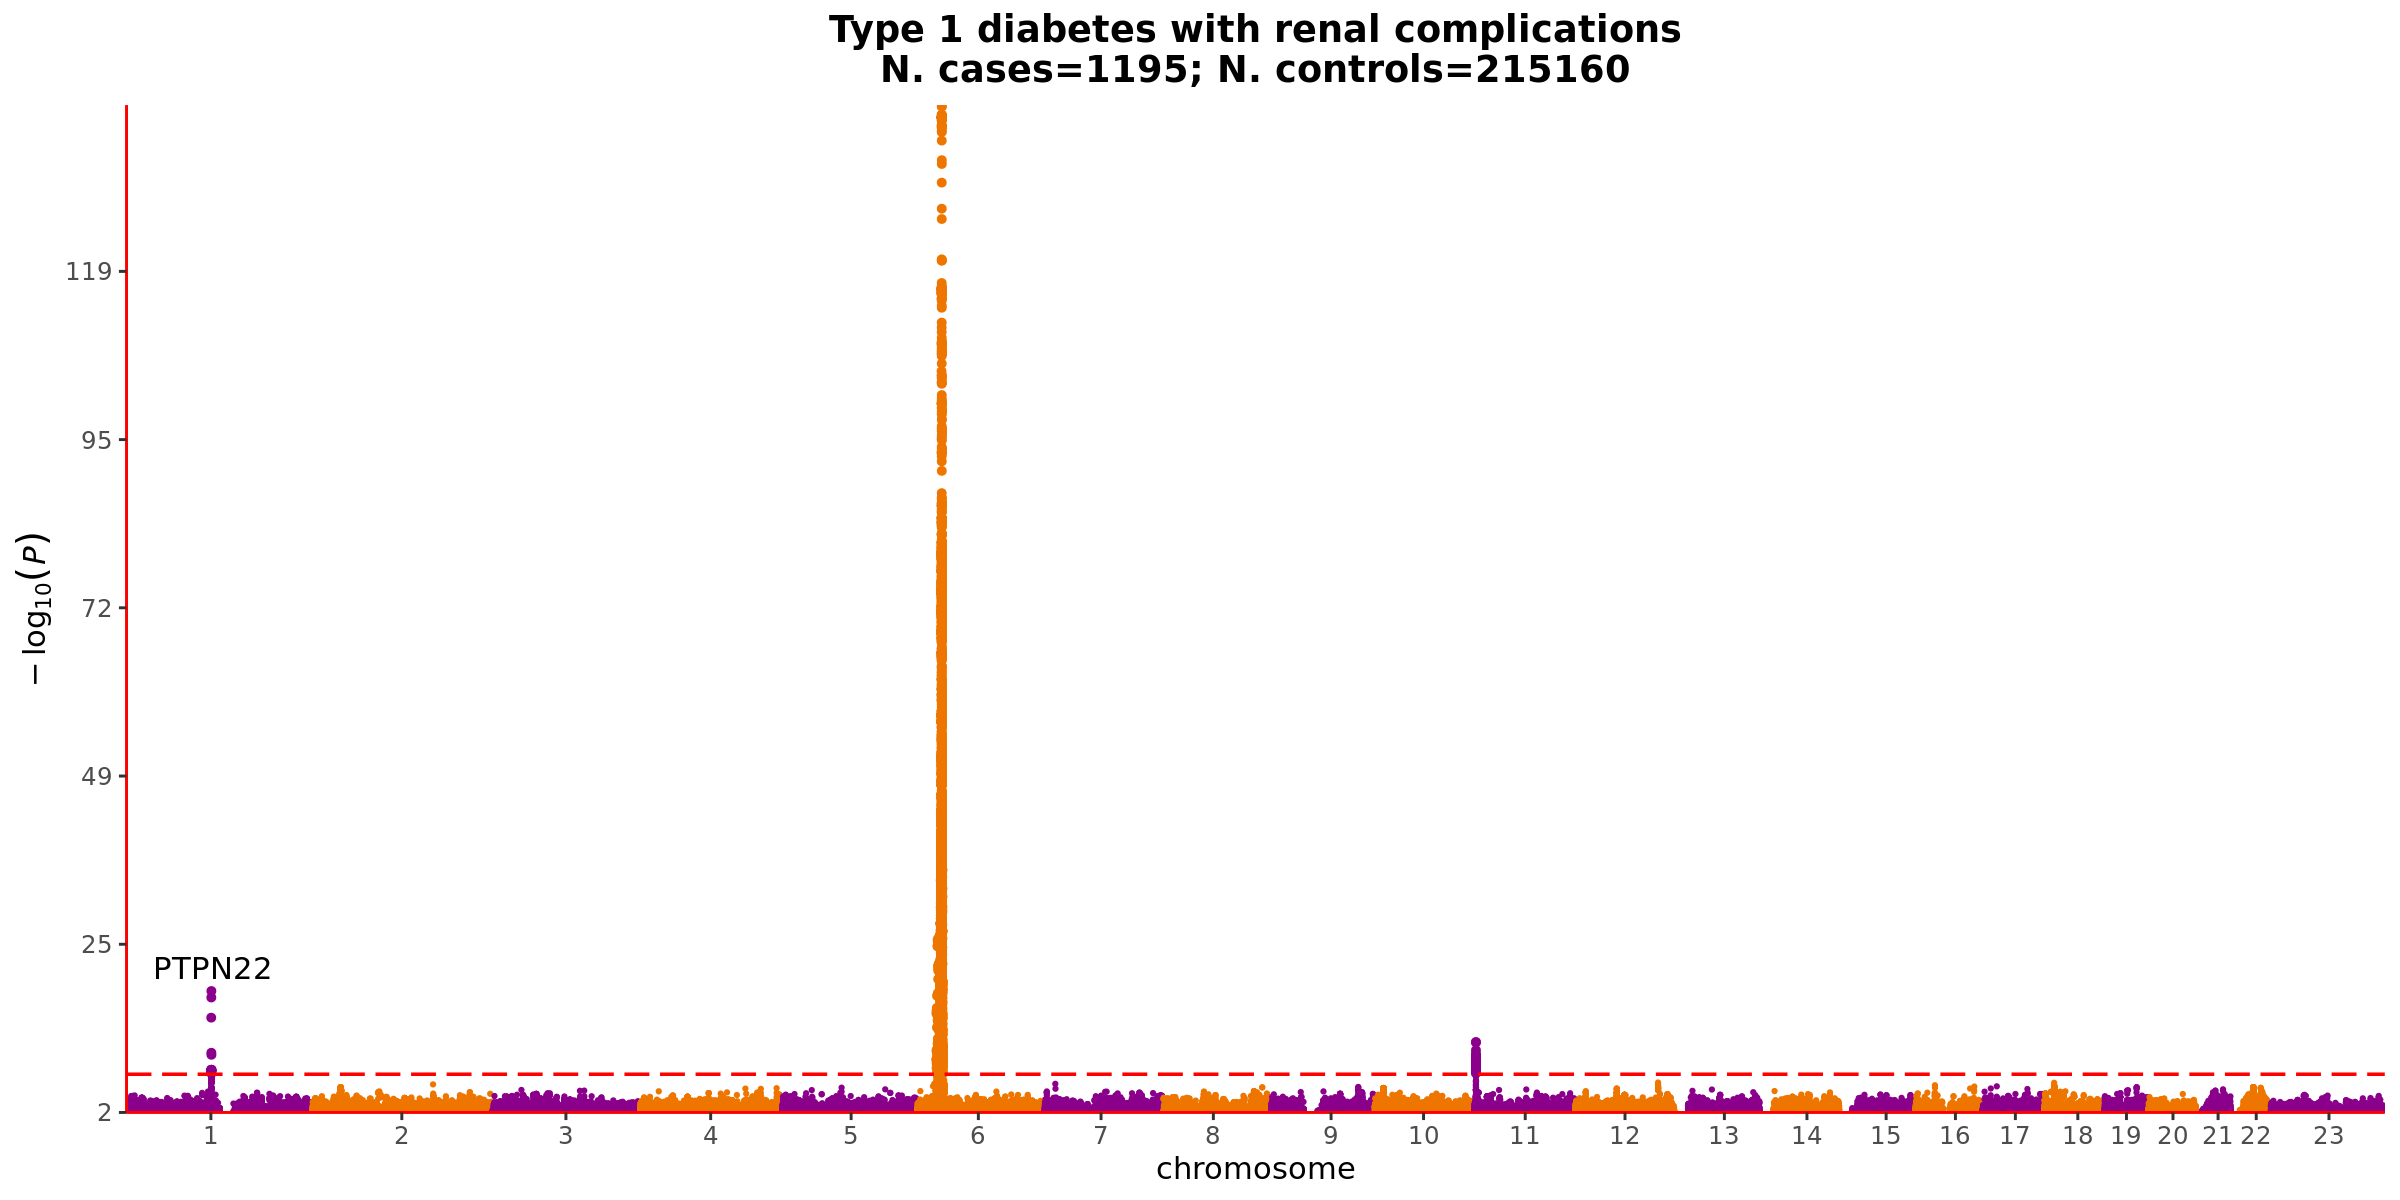 Type 1 diabetes with renal complications
N. cases=1195; N. controls=215160
119
95
72
49
25
2
−log10(P)
PTPN22
1 2 3 4 5 6 7 8 9 10 11 12 13 14 15 16 17 18 19 20 21 22 23
chromosome